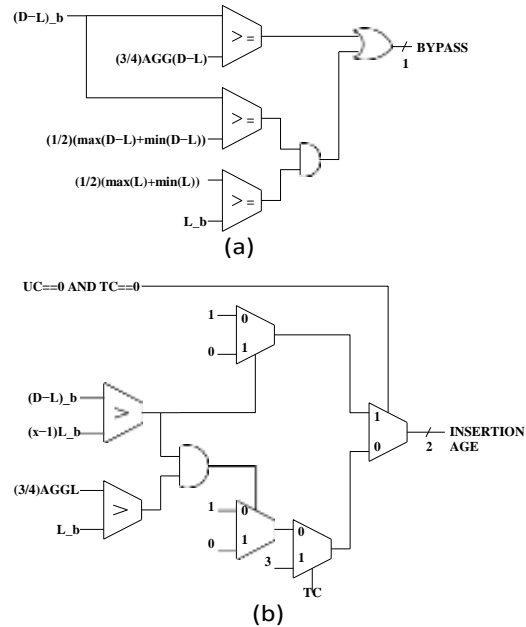 (D−L)_b
>=
(3/4)AGG(D−L)
BYPASS
1
>=
(1/2)(max(D−L)+min(D−L))
(1/2)(max(L)+min(L))
>=
L_b
(a)
UC==0 AND TC==0
1
0
0
1
(D−L)_b
>
(x−1)L_b
1
0
INSERTION
AGE
2
(3/4)AGGL
>
L_b
1
0
0
1
0
3
1
TC
(b)